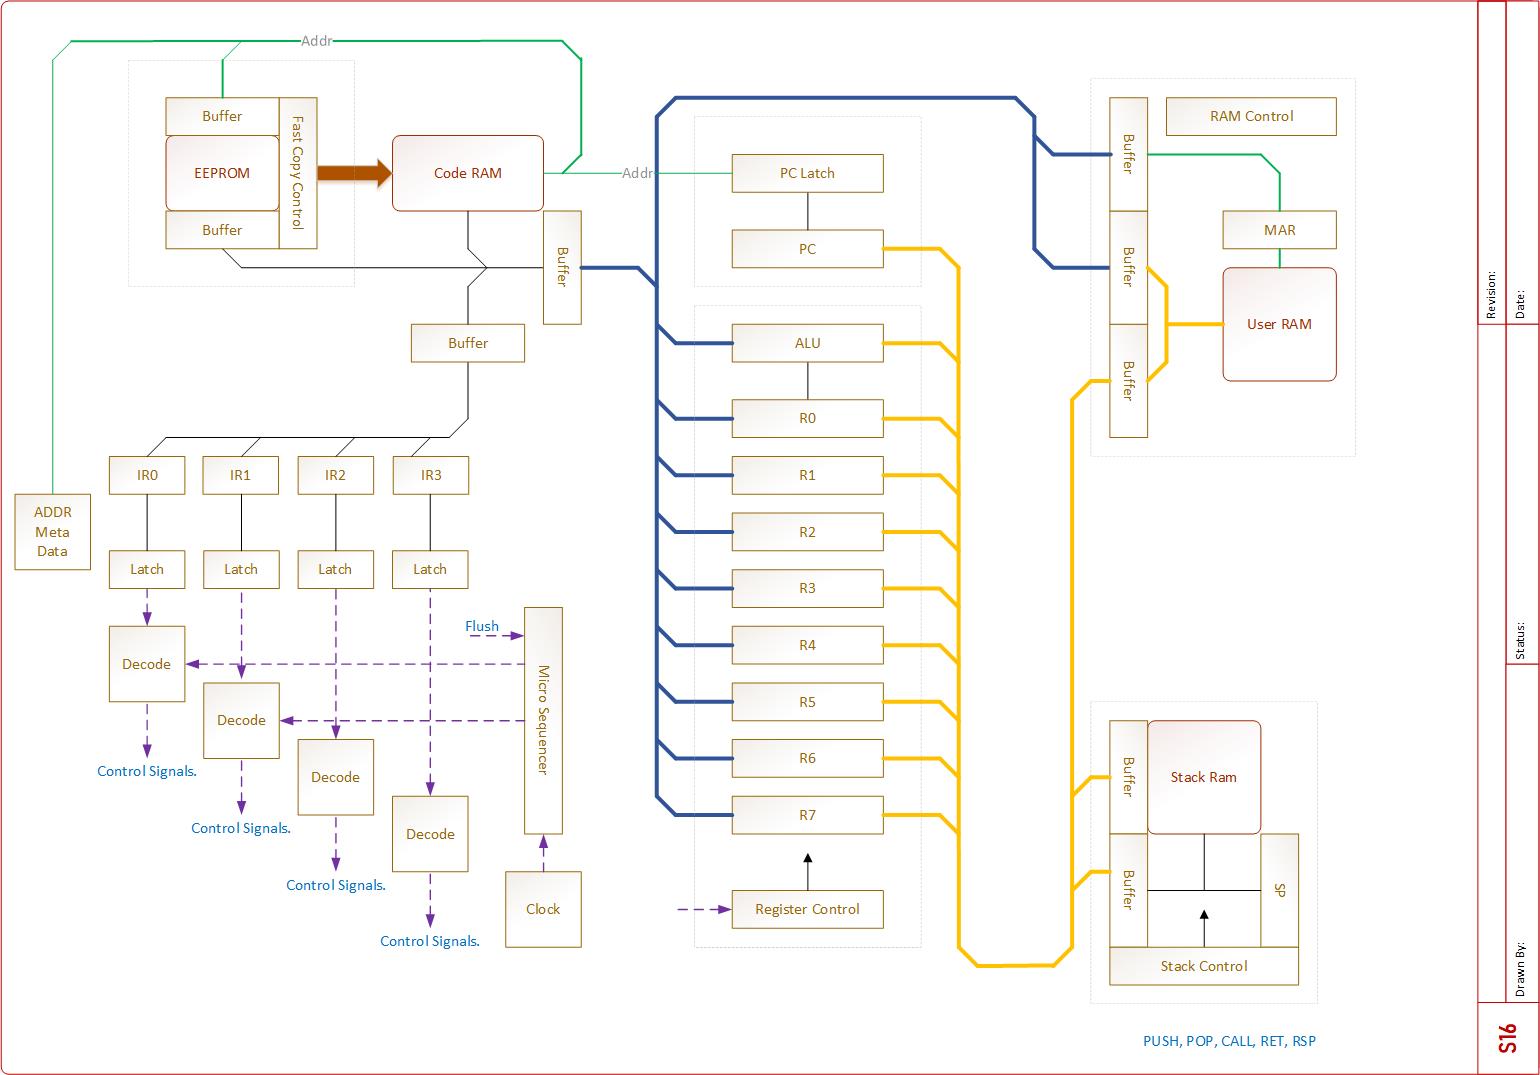 Addr
Buffer
Fast Copy Control
EEPROM
Buffer
Code RAM
Addr
Buffer
Buffer
PC Latch
PC
ALU
R0
R1
R2
R3
R4
R5
R6
R7
Register Control
Buffer
RAM Control
MAR
Buffer
User RAM
Buffer
IR0
IR1
IR2
IR3
ADDR
Meta
Data
Latch
Latch
Latch
Latch
Flush
Decode
Decode
Decode
Decode
Micro Sequencer
Control Signals.
Control Signals.
Control Signals.
Control Signals.
Clock
Buffer
Stack Ram
Buffer
SP
Stack Control
PUSH, POP, CALL, RET, RSP
Revision:
Date:
Status:
Drawn By:
S16